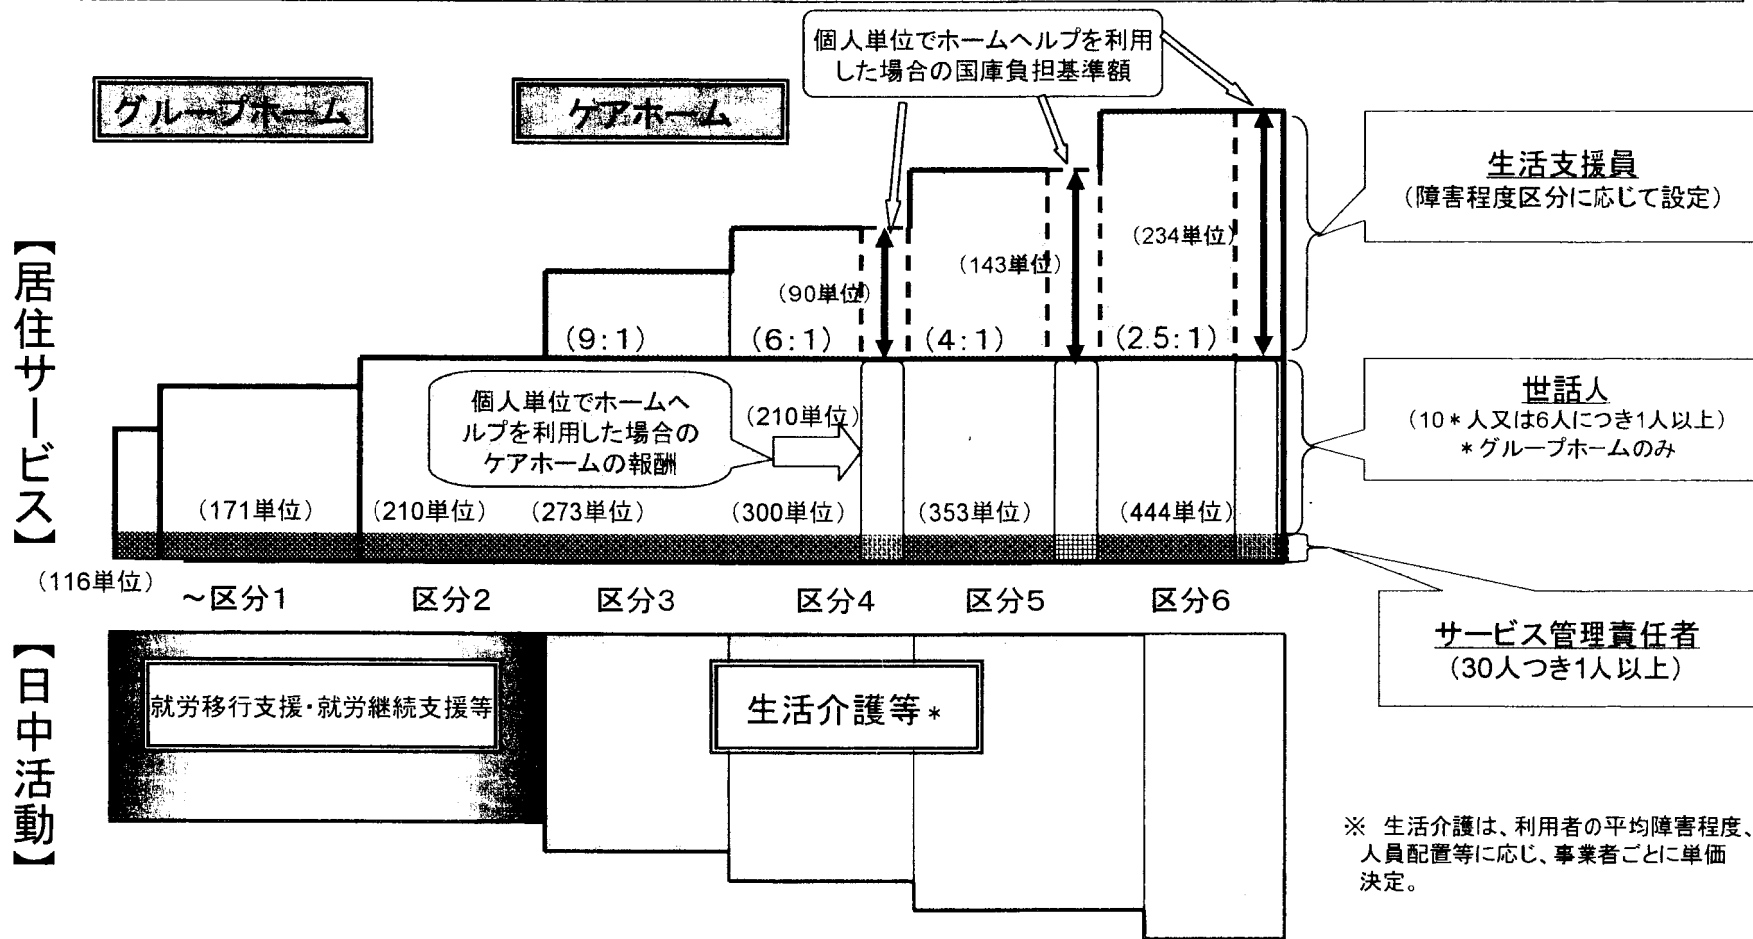 個人単位でホームヘルプを利用
した場合の国庫負担基準額
グループホーム
ケアホーム
生活支援員
（障害程度区分に応じて設定）
【居住サービス】
（234単位）
（143単位）
（90単位）
（9:1）
（6:1）
（4:1）
（2.5:1）
個人単位でホームヘ
ルプを利用した場合の
ケアホームの報酬
（210単位）
世話人
（10＊人又は6人につき1人以上）
＊グループホームのみ
（171単位）
（210単位）
（273単位）
（300単位）
（353単位）
（444単位）
（116単位）
～区分1
区分2
区分3
区分4
区分5
区分6
サービス管理責任者
（30人つき1人以上）
【日中活動】
就労移行支援・就労継続支援等
生活介護等＊
※ 生活介護は、利用者の平均障害程度、
人員配置等に応じ、事業者ごとに単価
決定。